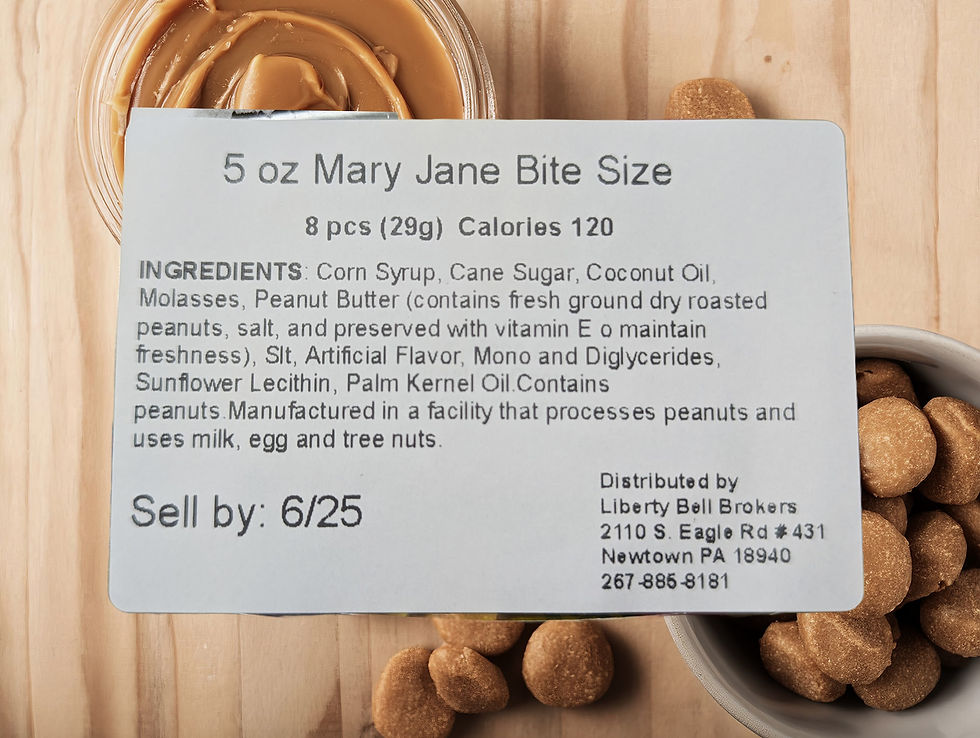 5 oz Mary Jane Bite Size
8 pcs (29g) Calories 120
INGREDIENTS: Corn Syrup, Cane Sugar, Coconut Oil,
Molasses, Peanut Butter (contains fresh ground dry roasted
peanuts, salt, and preserved with vitamin E o maintain
freshness), Slt, Artificial Flavor, Mono and Diglycerides,
Sunflower Lecithin, Palm Kernel Oil.Contains
peanuts.Manufactured in a facility that processes peanuts and
uses milk, egg and tree nuts.
Sell by: 6/25
Distributed by
Liberty Bell Brokers
2110 S. Eagle Rd # 431
Newtown PA 18940
267-885-8181